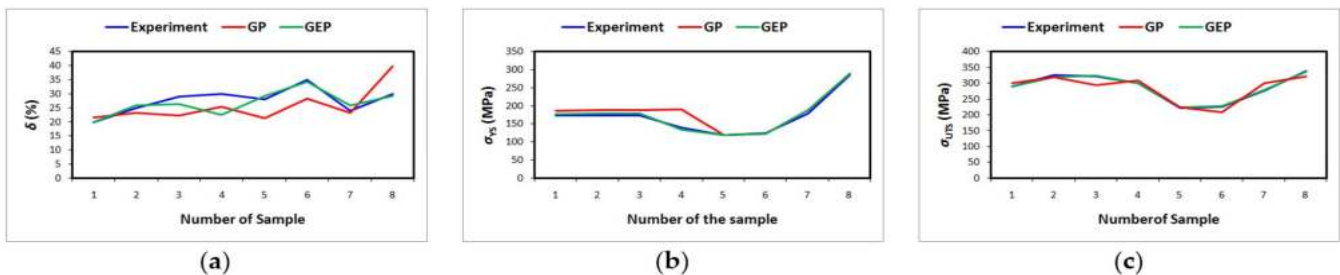 Experiment GP GEP
45
40
35
30
25
20
15
10
5
0
δ (%)
1 2 3 4 5 6 7 8
Number of Sample
(a)
Experiment GP GEP
350
300
250
200
150
100
50
0
σYS (MPa)
1 2 3 4 5 6 7 8
Number of the sample
(b)
Experiment GP GEP
400
350
300
250
200
150
100
50
0
σUTS (MPa)
1 2 3 4 5 6 7 8
Numberof Sample
(c)